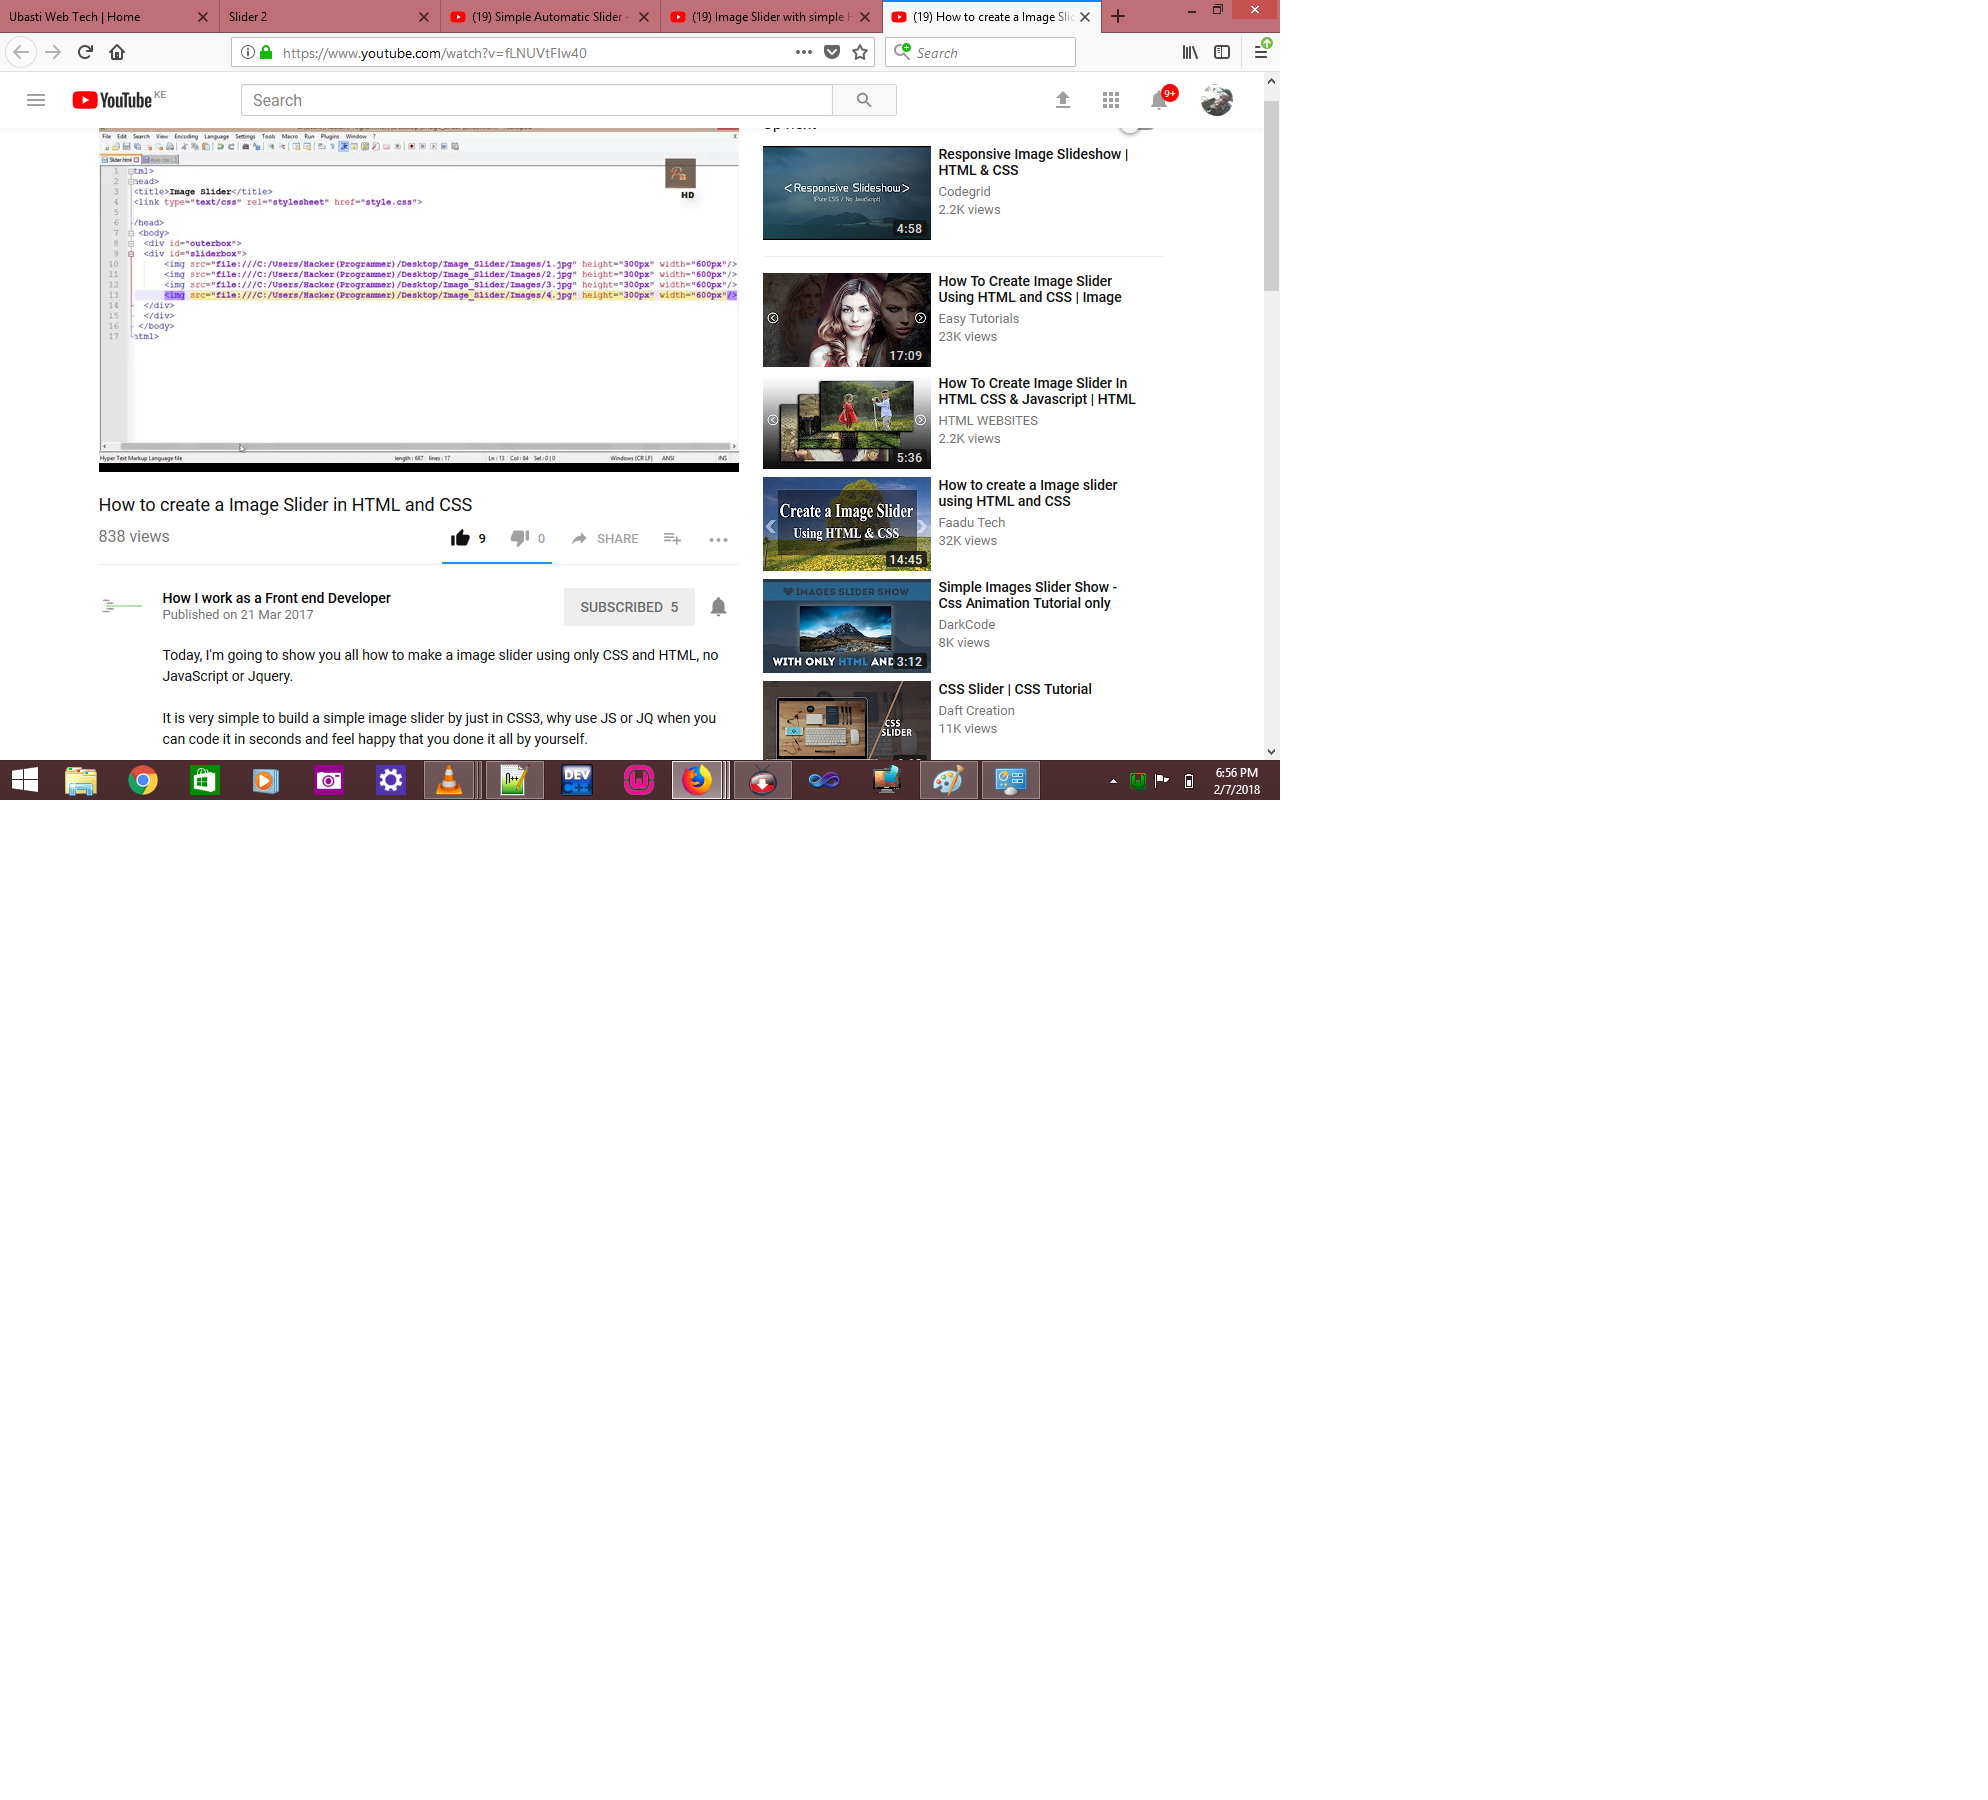 Ubasti Web Tech | Home
Slider 2
(19) Simple Automatic Slider -
(19) Image Slider with simple H
(19) How to create a Image Slic
https://www.youtube.com/watch?v=fLNUVtFIw40
Search
YouTube KE
Search
9+
File Edit Search View Encoding Language Settings Tools Macro Run Plugins Window ?
Slider.html
HD
1 tml>
2 head>
3 <title>Image Slider</title>
4 <link type="text/css" rel="stylesheet" href="style.css">
5
6 /head>
7 <body>
8 <div id="outerbox">
9 <div id="sliderbox">
10 <img src="file:///C:/Users/Hacker(Programmer)/Desktop/Image_Slider/Images/1.jpg" height="300px" width="600px"/>
11 <img src="file:///C:/Users/Hacker(Programmer)/Desktop/Image_Slider/Images/2.jpg" height="300px" width="600px"/>
12 <img src="file:///C:/Users/Hacker(Programmer)/Desktop/Image_Slider/Images/3.jpg" height="300px" width="600px"/>
13 <img src="file:///C:/Users/Hacker(Programmer)/Desktop/Image_Slider/Images/4.jpg" height="300px" width="600px"/>
14 </div>
15 </div>
16 </body>
17 html>
Hyper Text Markup Language file length : 607 lines : 17 Ln : 13 Col : 84 Sel : 0 | 0 Windows (CR LF) ANSI INS
How to create a Image Slider in HTML and CSS
838 views
9
0
SHARE
How I work as a Front end Developer
Published on 21 Mar 2017
SUBSCRIBED 5
Today, I'm going to show you all how to make a image slider using only CSS and HTML, no
JavaScript or Jquery.
It is very simple to build a simple image slider by just in CSS3, why use JS or JQ when you
can code it in seconds and feel happy that you done it all by yourself.
Up next
<Responsive Slideshow>
(Pure CSS / No JavaScript)
4:58
Responsive Image Slideshow |
HTML & CSS
Codegrid
2.2K views
17:09
How To Create Image Slider
Using HTML and CSS | Image
Easy Tutorials
23K views
5:36
How To Create Image Slider In
HTML CSS & Javascript | HTML
HTML WEBSITES
2.2K views
Create a Image Slider
Using HTML & CSS
14:45
How to create a Image slider
using HTML and CSS
Faadu Tech
32K views
IMAGES SLIDER SHOW
WITH ONLY HTML AND
3:12
Simple Images Slider Show -
Css Animation Tutorial only
DarkCode
8K views
CSS
SLIDER
CSS Slider | CSS Tutorial
Daft Creation
11K views
DEV
C++
6:56 PM
2/7/2018